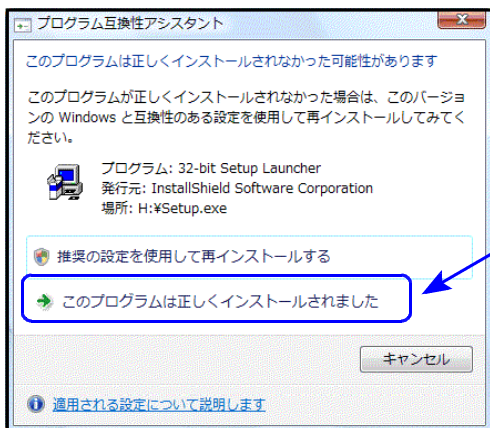 プログラム互換性アシスタント
このプログラムは正しくインストールされなかった可能性があります
このプログラムが正しくインストールされなかった場合は、このバージョ
ンの Windows と互換性のある設定を使用して再インストールしてみてく
ださい。
プログラム: 32-bit Setup Launcher
発行元: InstallShield Software Corporation
場所: H:¥Setup.exe
推奨の設定を使用して再インストールする
このプログラムは正しくインストールされました
キャンセル
適用される設定について説明します